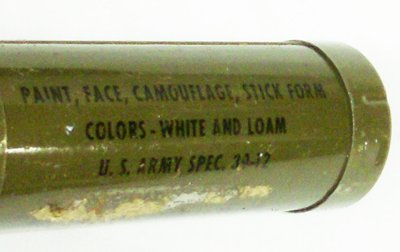 PAINT, FACE, CAMOUFLAGE, STICK FORM
COLORS - WHITE AND LOAM
U. S. ARMY SPEC.